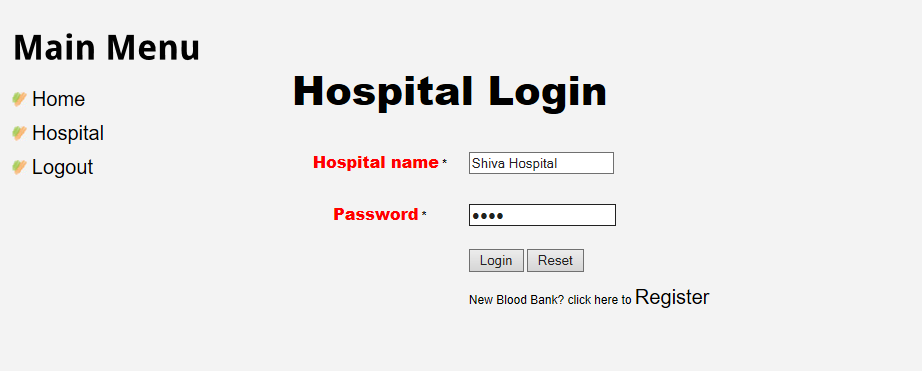 Main Menu
Home
Hospital
Logout
Hospital Login
Hospital name *
Shiva Hospital
Password *
••••
Login
Reset
New Blood Bank? click here to Register